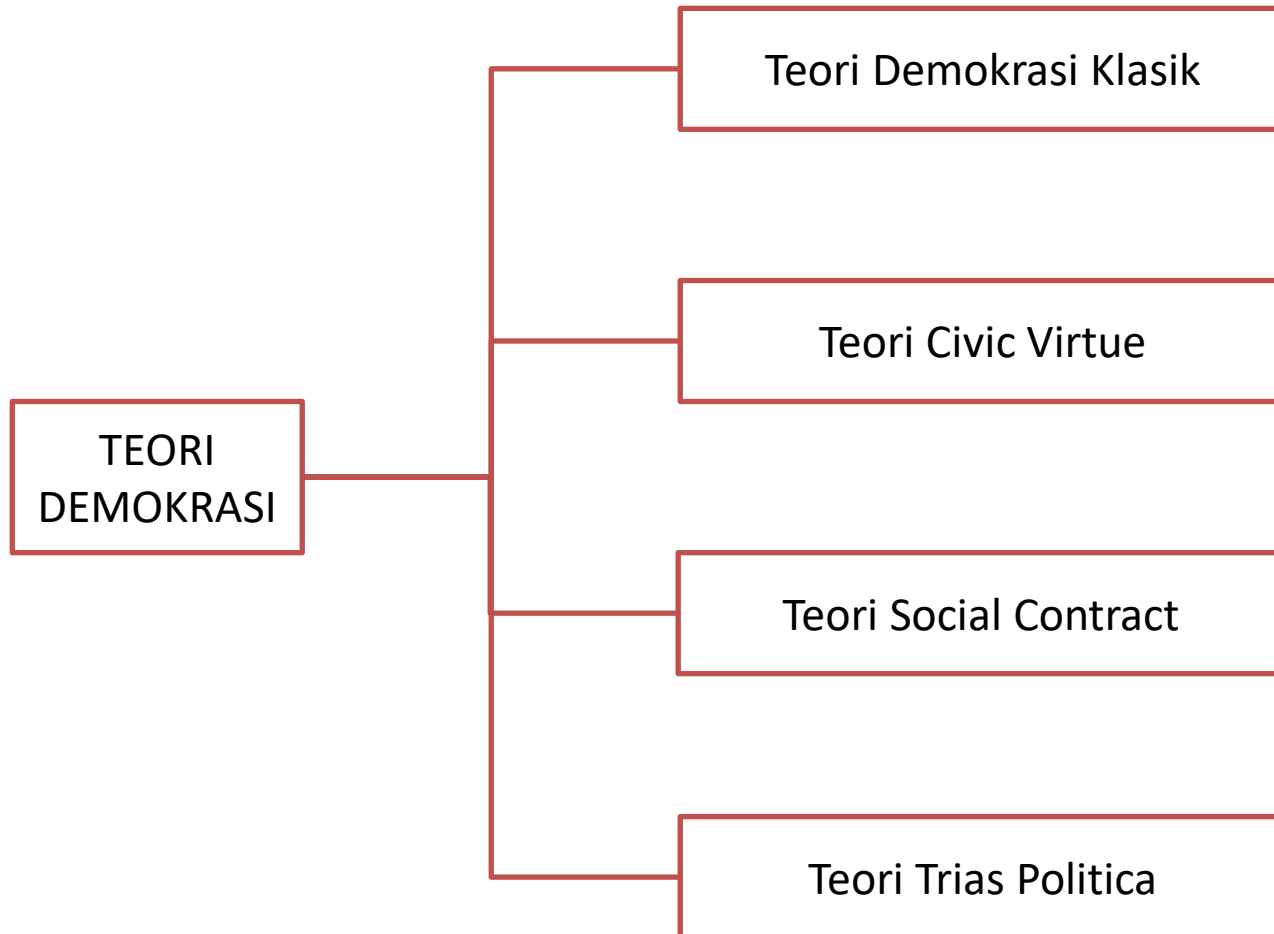 Teori Demokrasi Klasik
Teori Civic Virtue
TEORI
DEMOKRASI
Teori Social Contract
Teori Trias Politica